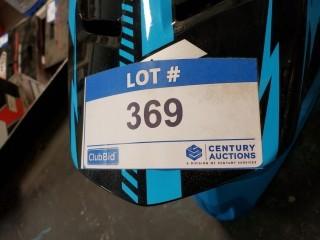 LOT #
369
ClubBid
CENTURY
AUCTIONS
A DIVISION OF CENTURY SERVICES